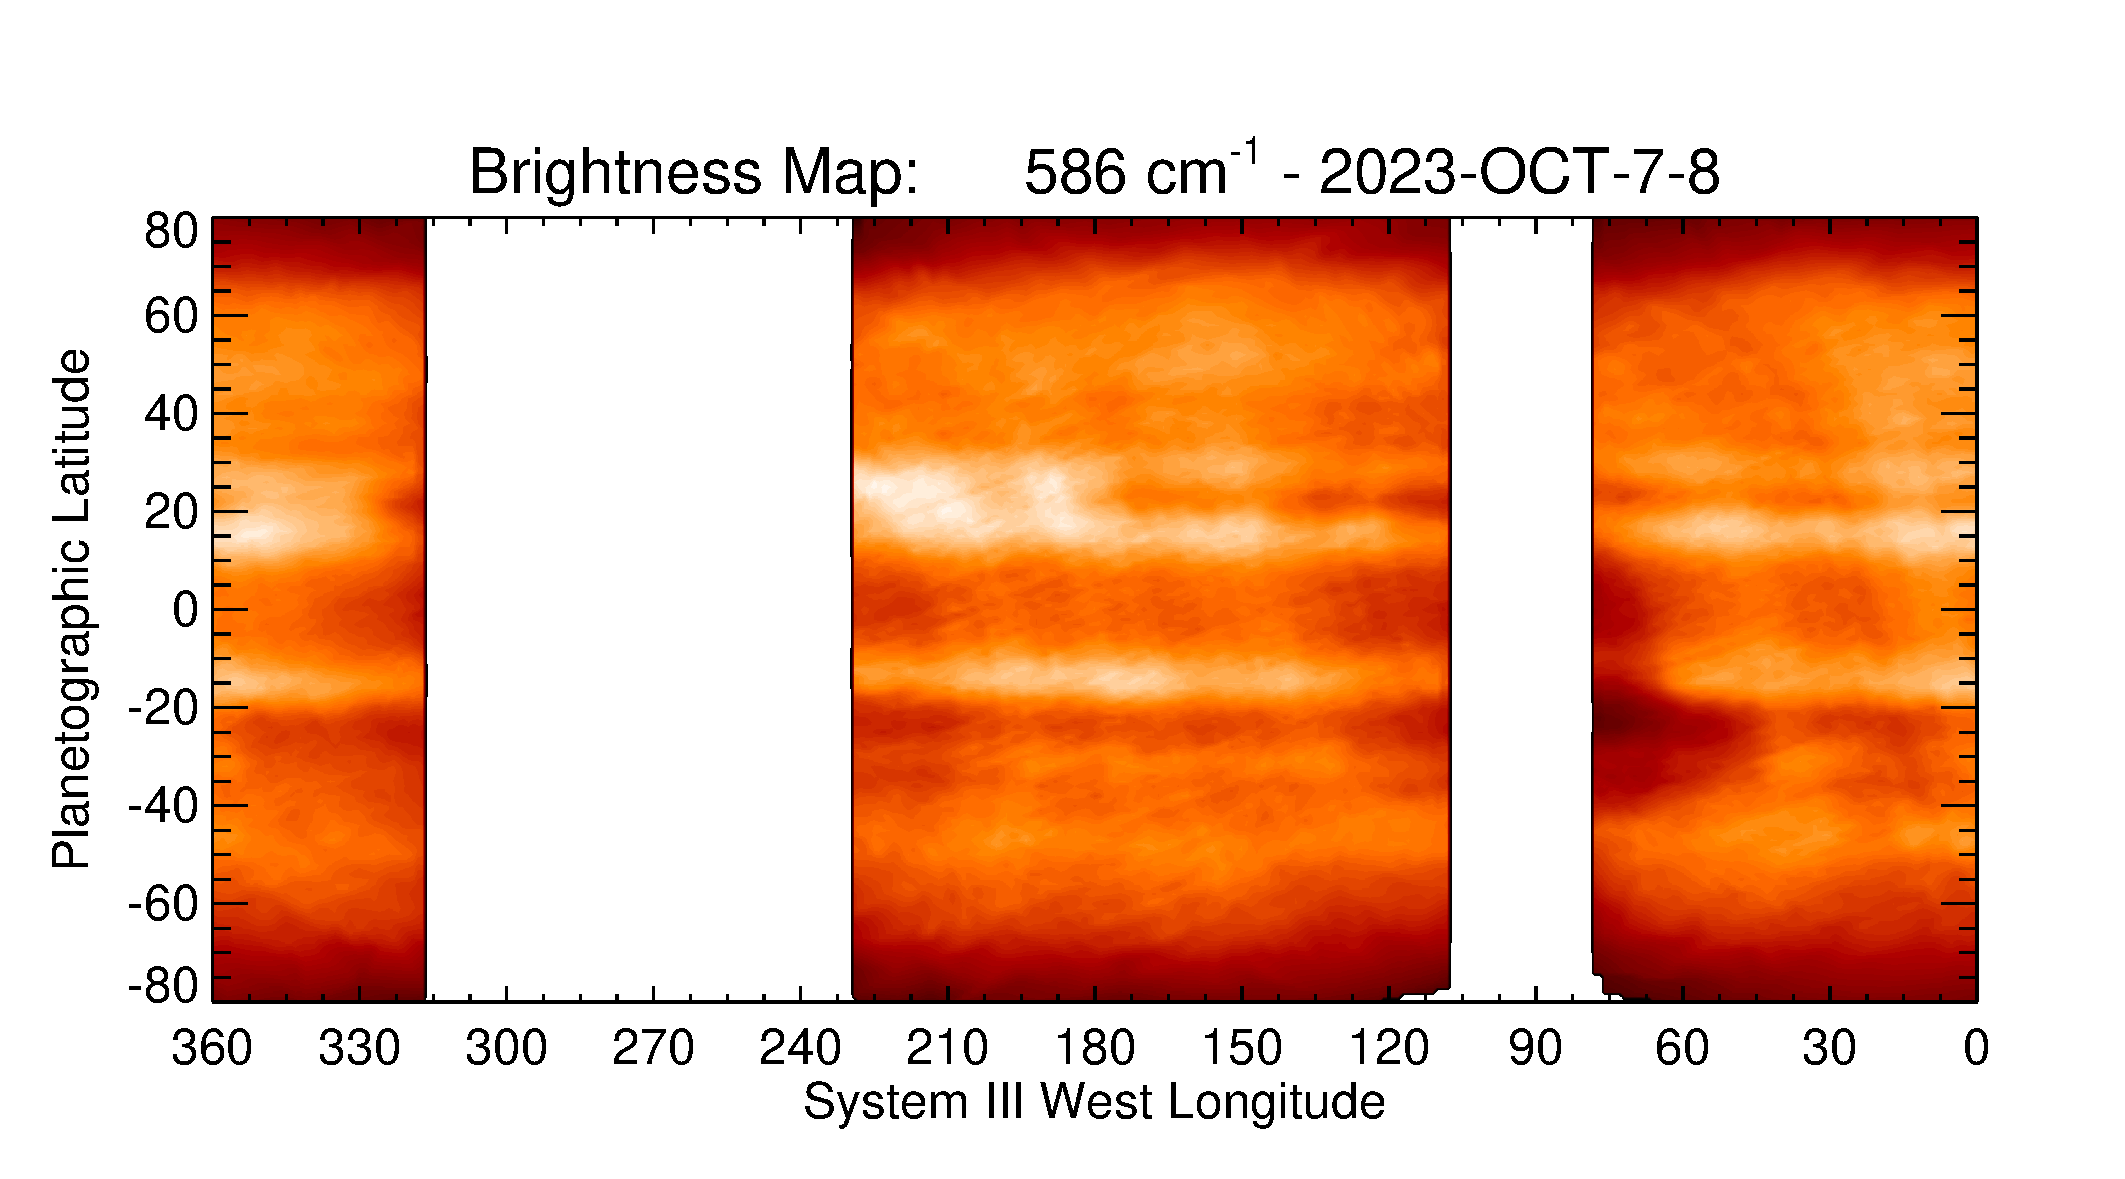 Brightness Map: 586 cm⁻¹ - 2023-OCT-7-8
80
60
40
20
0
-20
-40
-60
-80
Planetographic Latitude
360 330 300 270 240 210 180 150 120 90 60 30 0
System III West Longitude